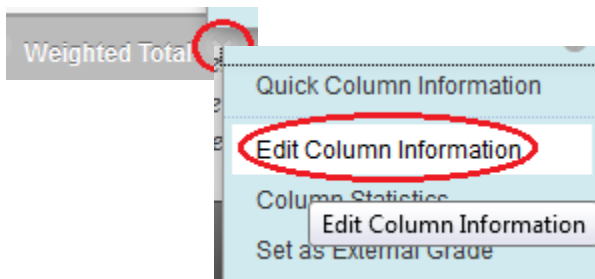 Weighted Total
Quick Column Information
Edit Column Information
Column Statistics
Edit Column Information
Set as External Grade